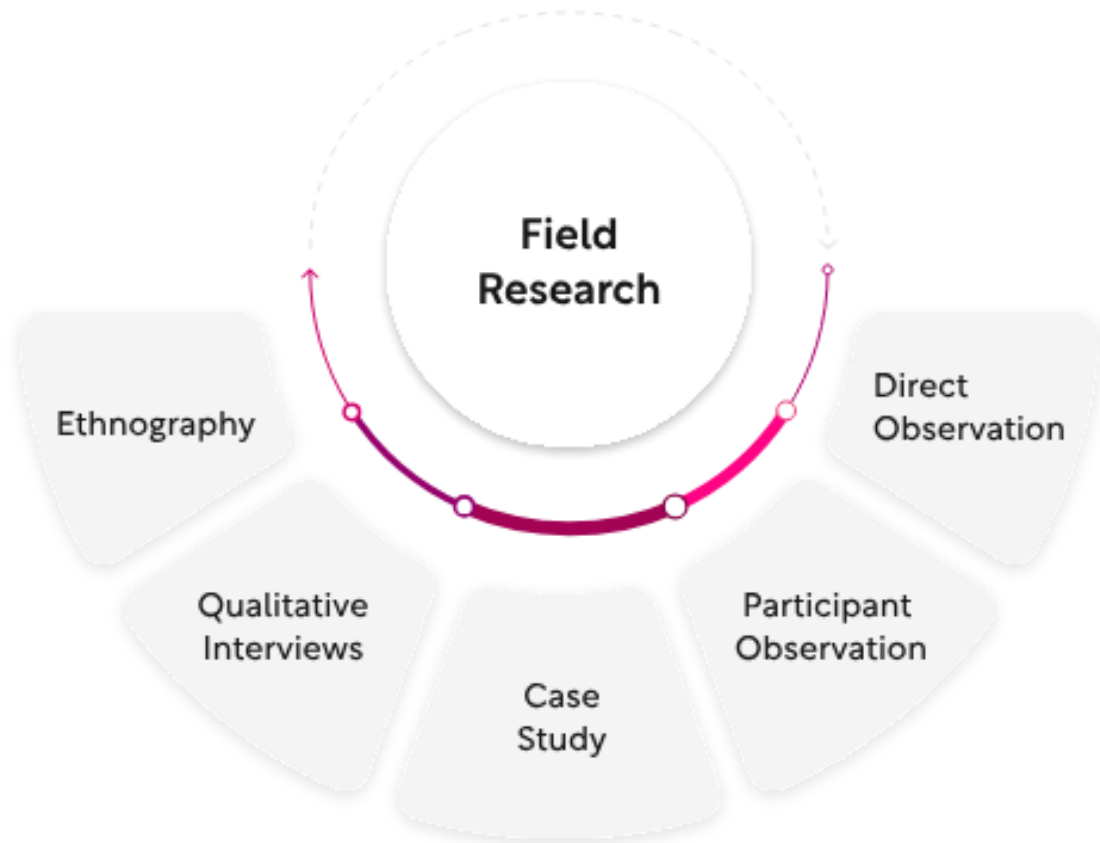 Field
Research
Ethnography
Qualitative
Interviews
Case
Study
Participant
Observation
Direct
Observation